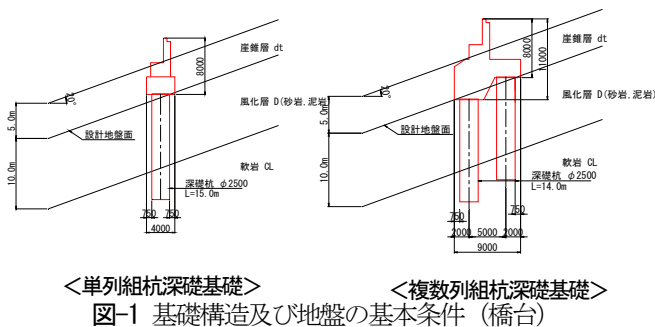 崖錐層 dt
8000
20°
風化層 D(砂岩,泥岩)
5.0m
設計地盤面
10.0m
軟岩 CL
深礎杭 φ2500
L=15.0m
750
750
4000
<単列組杭深礎基礎>
崖錐層 dt
8000
11000
20°
風化層 D(砂岩,泥岩)
5.0m
設計地盤面
10.0m
軟岩 CL
深礎杭 φ2500
L=14.0m
750
750
2000
5000
2000
9000
<複数列組杭深礎基礎>
図-1 基礎構造及び地盤の基本条件(橋台)